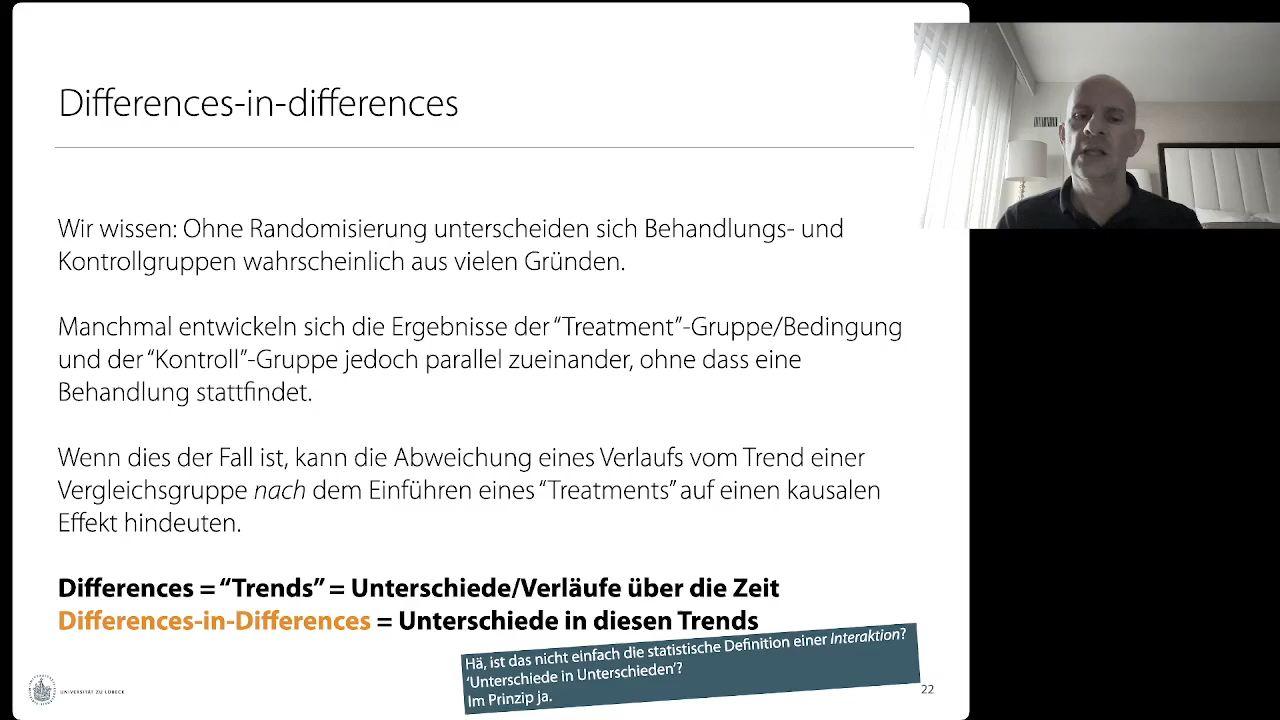 Differences-in-differences
Wir wissen: Ohne Randomisierung unterscheiden sich Behandlungs- und
Kontrollgruppen wahrscheinlich aus vielen Gründen.
Manchmal entwickeln sich die Ergebnisse der “Treatment”-Gruppe/Bedingung
und der “Kontroll”-Gruppe jedoch parallel zueinander, ohne dass eine
Behandlung stattfindet.
Wenn dies der Fall ist, kann die Abweichung eines Verlaufs vom Trend einer
Vergleichsgruppe nach dem Einführen eines “Treatments” auf einen kausalen
Effekt hindeuten.
Differences = “Trends” = Unterschiede/Verläufe über die Zeit
Differences-in-Differences = Unterschiede in diesen Trends
Hä, ist das nicht einfach die statistische Definition einer Interaktion?
‘Unterschiede in Unterschieden’?
Im Prinzip ja.
UNIVERSITÄT ZU LÜBECK
22